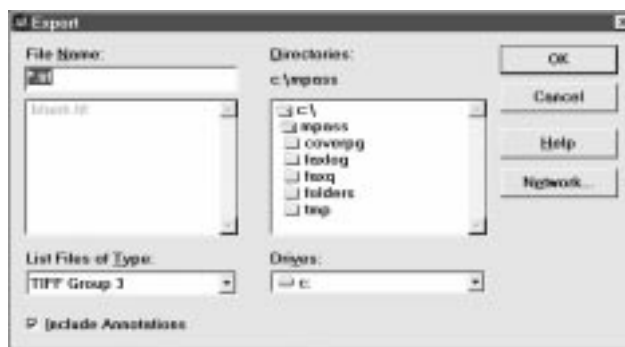 Export
File Name:
Directories:
OK
c:\mpass
Cancel
c:\
mpass
coverpg
faxlog
faxq
folders
tmp
Help
Network...
List Files of Type:
Drives:
TIFF Group 3
c:
Include Annotations